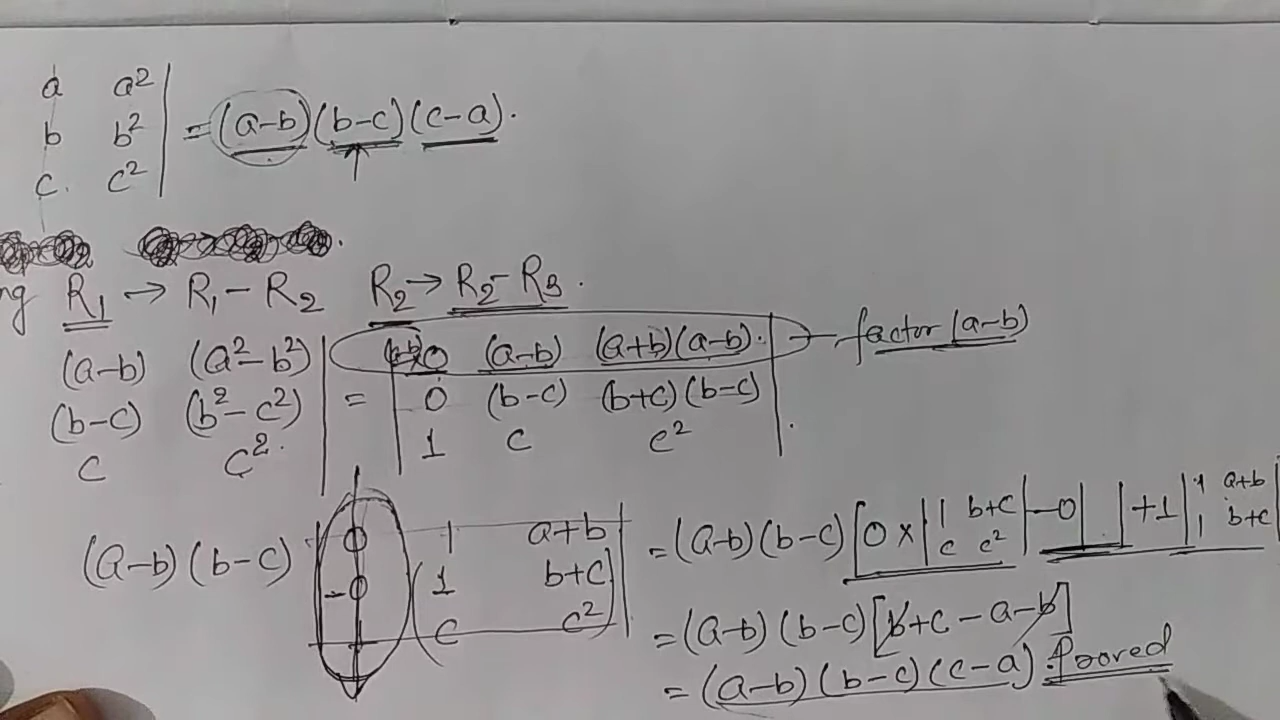 a a²
b b² = (a-b)(b-c)(c-a).
c. c²
ng R₁ → R₁-R₂ R₂ → R₂-R₃.
(a-b) (a²-b²) | = | (a-b) 0 (a-b) (a+b)(a-b). | → factor (a-b)
(b-c) (b²-c²) 0 (b-c) (b+c)(b-c)
c c². 1 c c²
(a-b)(b-c) | 0 1 a+b |
-0 1 b+c
c c²
= (a-b)(b-c)[0×| 1 b+c |-0| |+1| 1 a+b
c c² 1 b+c
= (a-b)(b-c)[b+c-a-b]
= (a-b)(b-c)(c-a). Proved